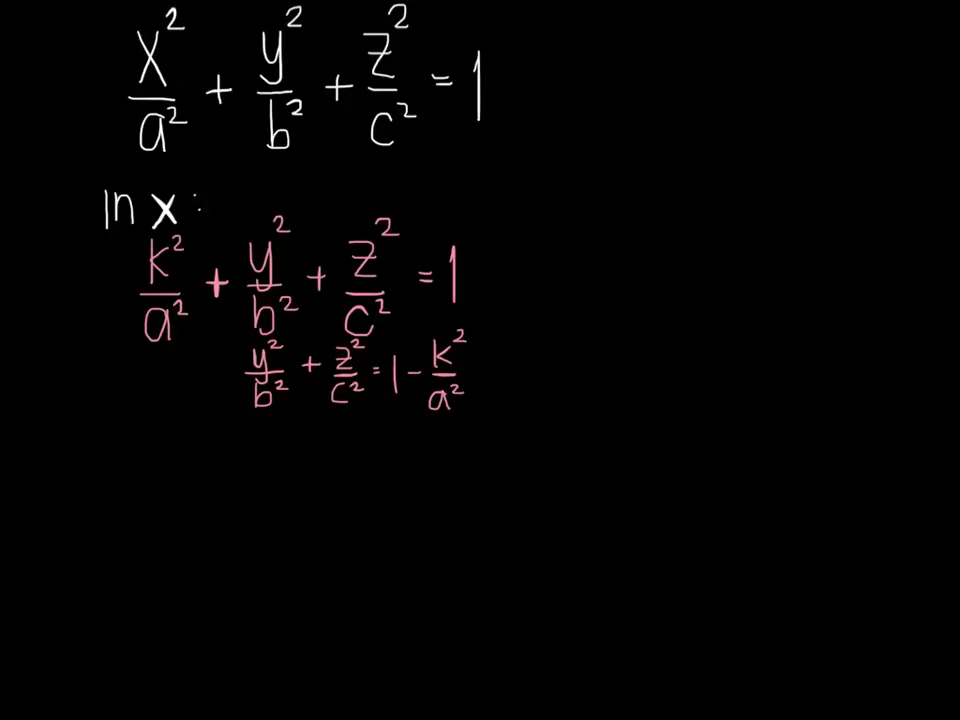 x²/a² + y²/b² + z²/c² = 1
In x:
k²/a² + y²/b² + z²/c² = 1
y²/b² + z²/c² = 1 - k²/a²